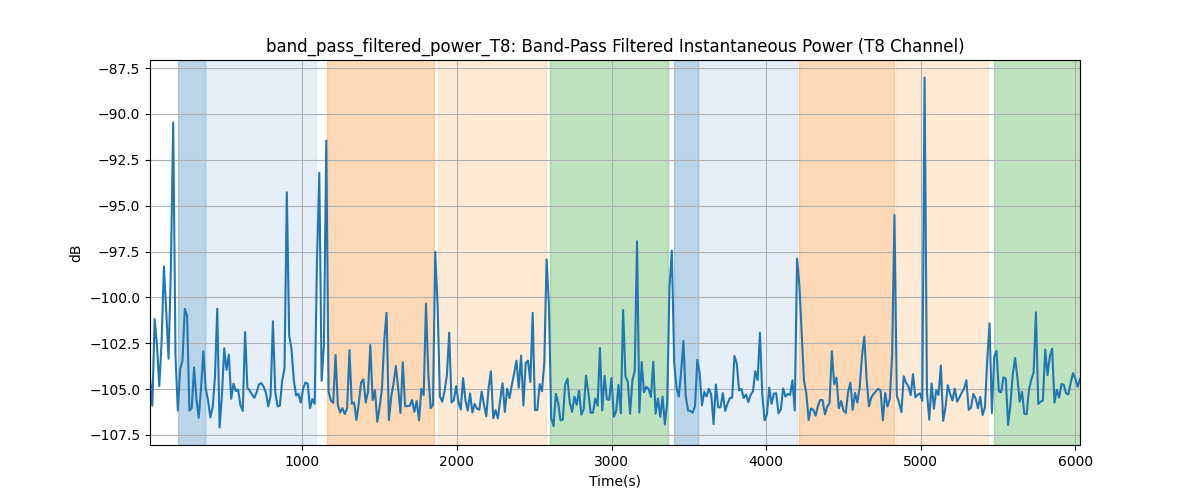 band_pass_filtered_power_T8: Band-Pass Filtered Instantaneous Power (T8 Channel)
−87.5
−90.0
−92.5
−95.0
−97.5
−100.0
−102.5
−105.0
−107.5
dB
1000 2000 3000 4000 5000 6000
Time(s)